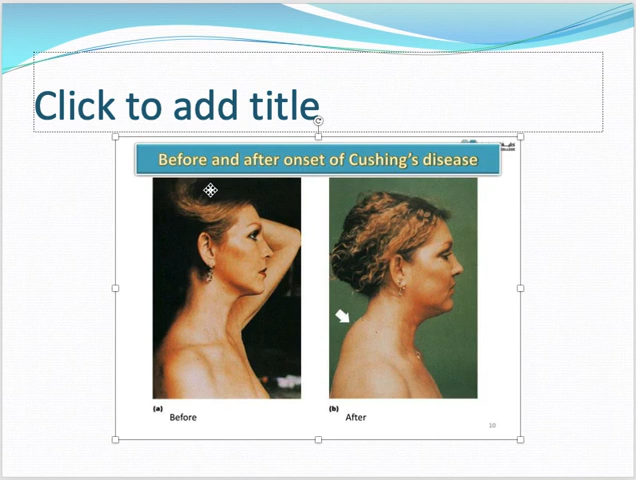 Click to add title
Before and after onset of Cushing's disease
(a)
Before
(b)
After
10